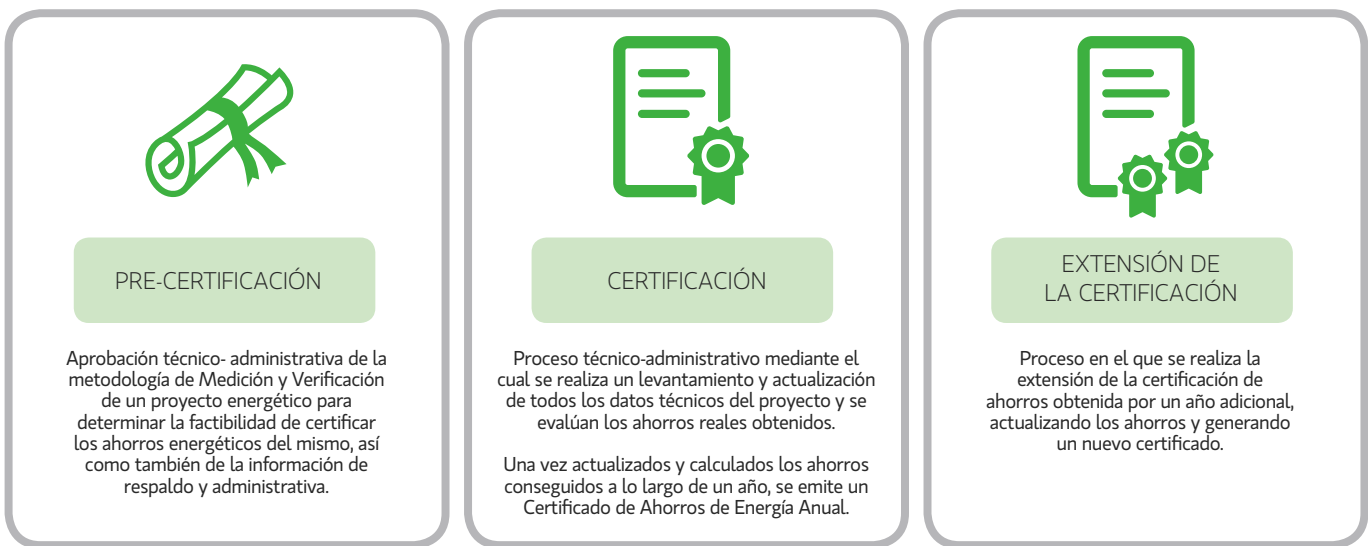 PRE-CERTIFICACIÓN
Aprobación técnico- administrativa de la
metodología de Medición y Verificación
de un proyecto energético para
determinar la factibilidad de certificar
los ahorros energéticos del mismo, así
como también de la información de
respaldo y administrativa.
CERTIFICACIÓN
Proceso técnico-administrativo mediante el
cual se realiza un levantamiento y actualización
de todos los datos técnicos del proyecto y se
evalúan los ahorros reales obtenidos.
Una vez actualizados y calculados los ahorros
conseguidos a lo largo de un año, se emite un
Certificado de Ahorros de Energía Anual.
EXTENSIÓN DE
LA CERTIFICACIÓN
Proceso en el que se realiza la
extensión de la certificación de
ahorros obtenida por un año adicional,
actualizando los ahorros y generando
un nuevo certificado.